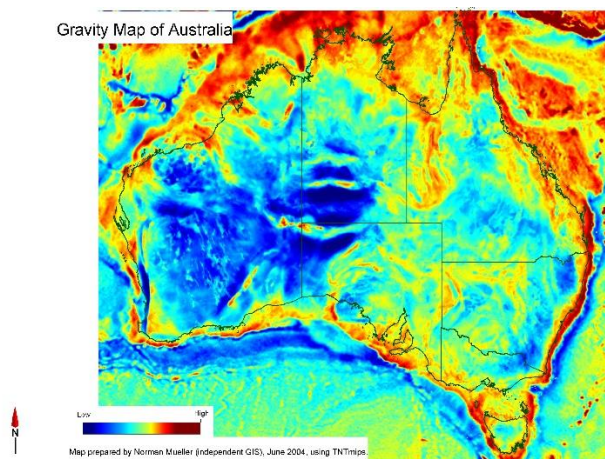 Gravity Map of Australia
Low High
N
Map prepared by Norman Mueller (independent GIS), June 2004, using TNTmips.